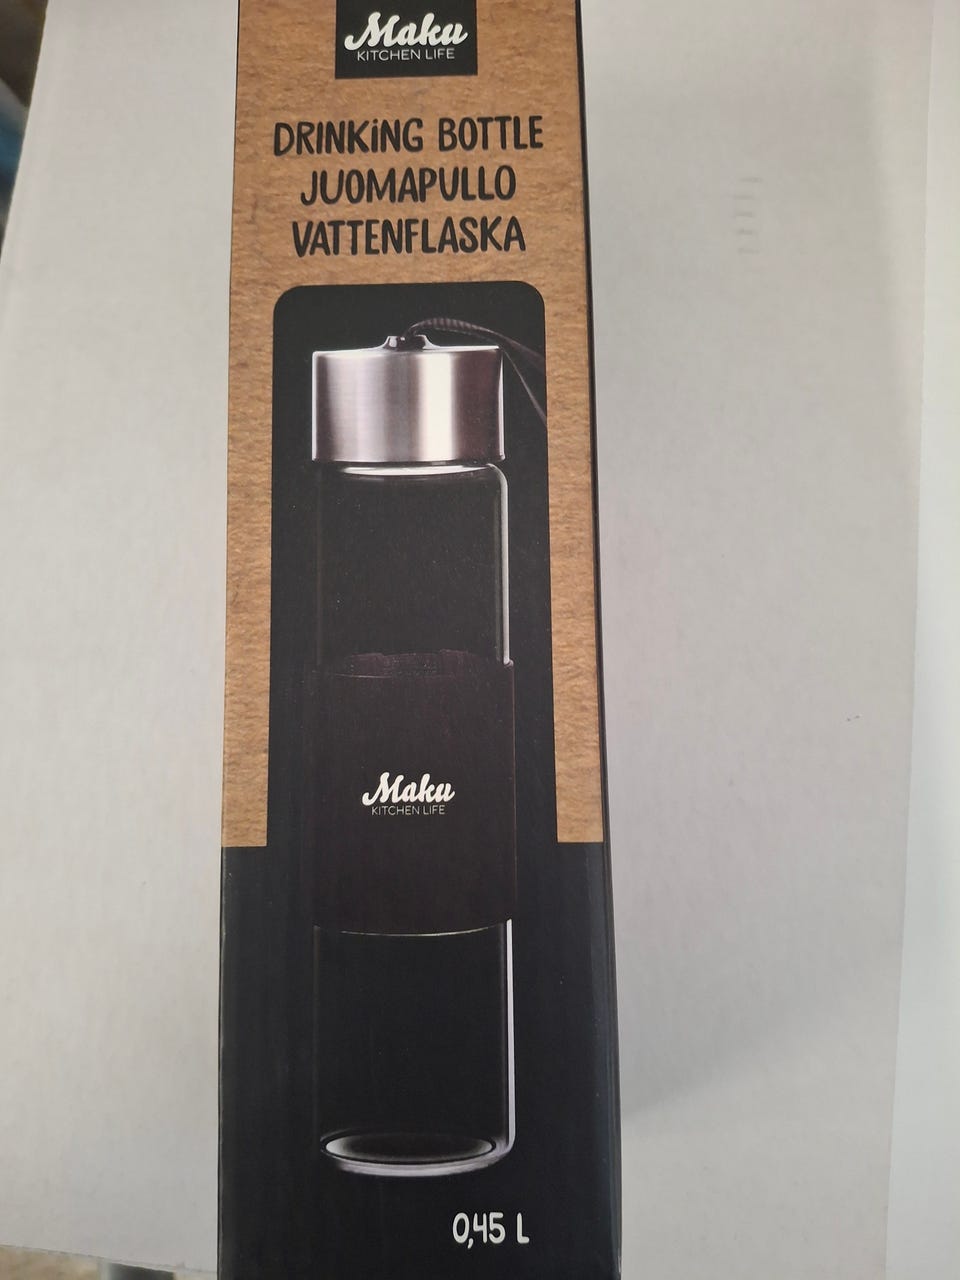 Maku
KITCHEN LIFE
DRINKING BOTTLE
JUOMAPULLO
VATTENFLASKA
Maku
KITCHEN LIFE
0,45 L